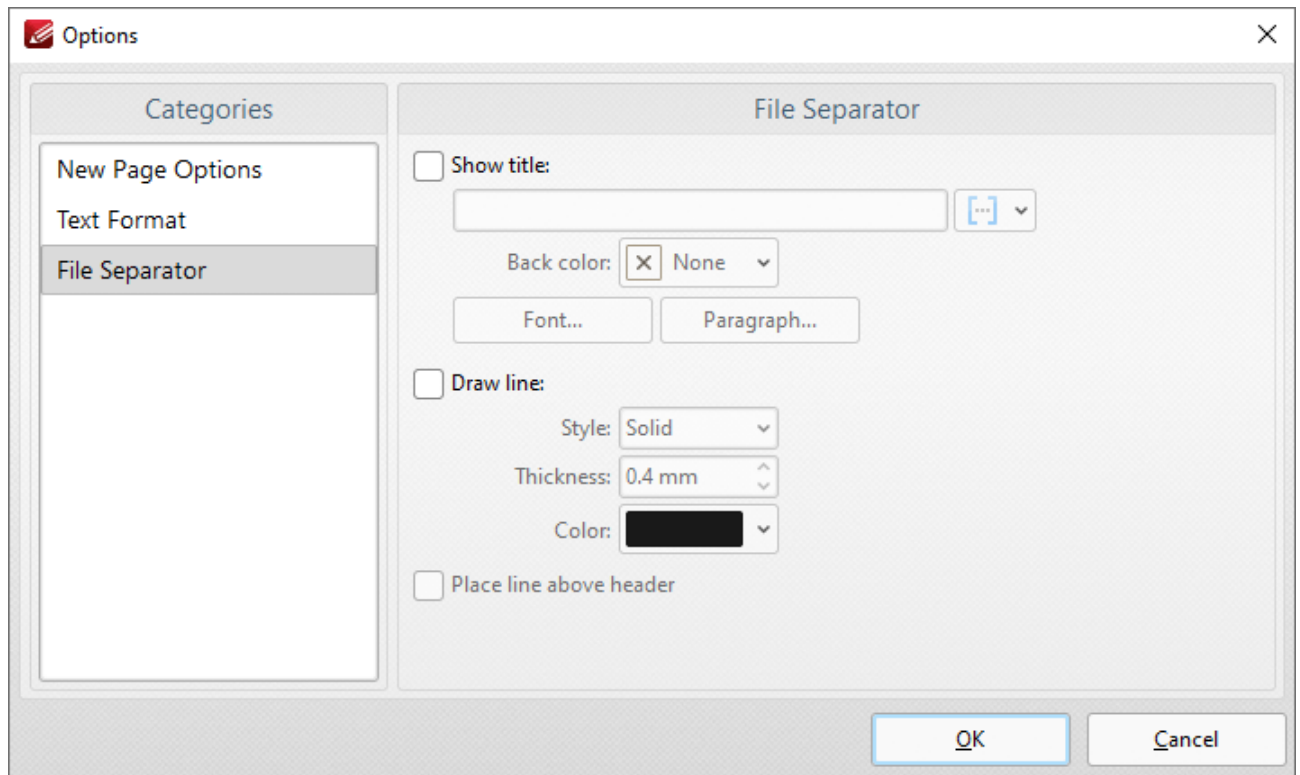 Options
Categories
New Page Options
Text Format
File Separator
File Separator
Show title:
Back color: None
Font... Paragraph...
Draw line:
Style: Solid
Thickness: 0.4 mm
Color:
Place line above header
OK Cancel